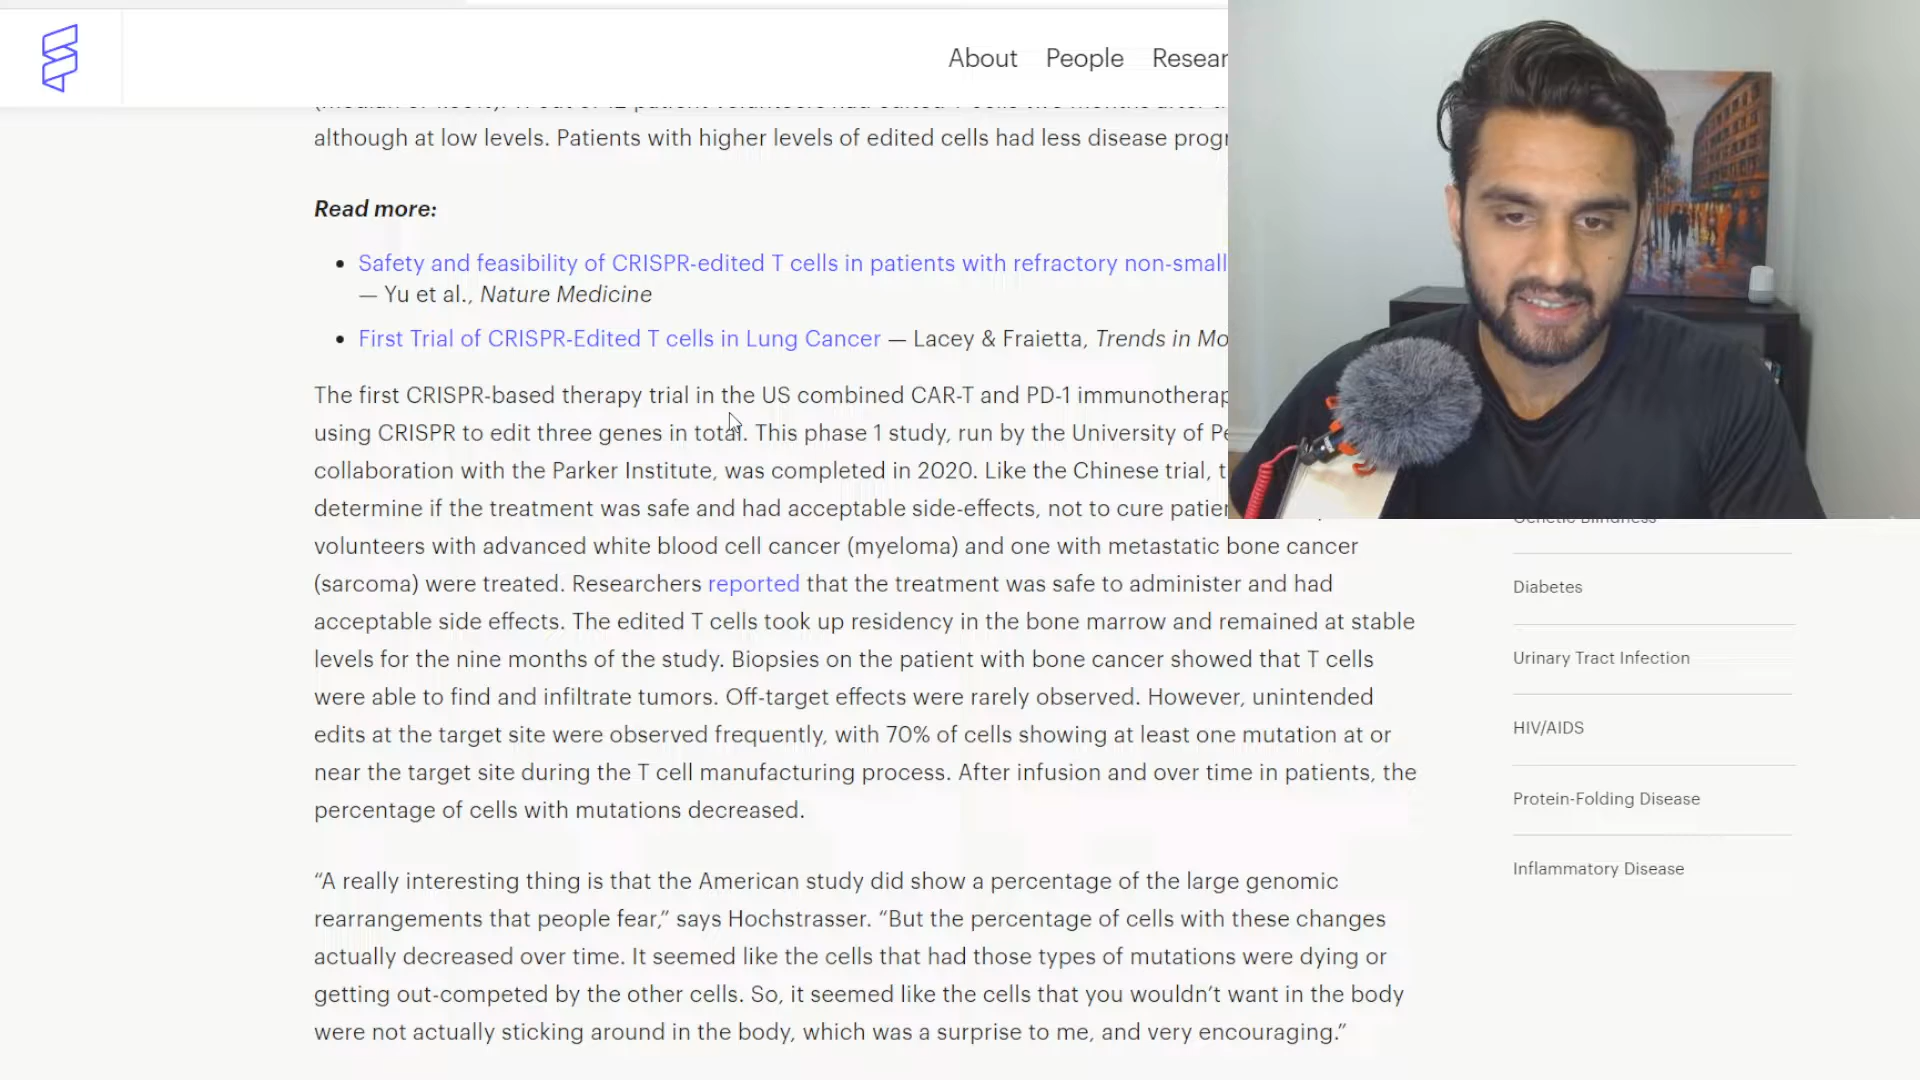 About People Resear
although at low levels. Patients with higher levels of edited cells had less disease progr
Read more:
• Safety and feasibility of CRISPR-edited T cells in patients with refractory non-small
— Yu et al., Nature Medicine
• First Trial of CRISPR-Edited T cells in Lung Cancer — Lacey & Fraietta, Trends in Mo
The first CRISPR-based therapy trial in the US combined CAR-T and PD-1 immunotherap
using CRISPR to edit three genes in total. This phase 1 study, run by the University of Pe
collaboration with the Parker Institute, was completed in 2020. Like the Chinese trial, t
determine if the treatment was safe and had acceptable side-effects, not to cure patie
volunteers with advanced white blood cell cancer (myeloma) and one with metastatic bone cancer
(sarcoma) were treated. Researchers reported that the treatment was safe to administer and had
acceptable side effects. The edited T cells took up residency in the bone marrow and remained at stable
levels for the nine months of the study. Biopsies on the patient with bone cancer showed that T cells
were able to find and infiltrate tumors. Off-target effects were rarely observed. However, unintended
edits at the target site were observed frequently, with 70% of cells showing at least one mutation at or
near the target site during the T cell manufacturing process. After infusion and over time in patients, the
percentage of cells with mutations decreased.
“A really interesting thing is that the American study did show a percentage of the large genomic
rearrangements that people fear,” says Hochstrasser. “But the percentage of cells with these changes
actually decreased over time. It seemed like the cells that had those types of mutations were dying or
getting out-competed by the other cells. So, it seemed like the cells that you wouldn’t want in the body
were not actually sticking around in the body, which was a surprise to me, and very encouraging.”
Genetic Blindness
Diabetes
Urinary Tract Infection
HIV/AIDS
Protein-Folding Disease
Inflammatory Disease